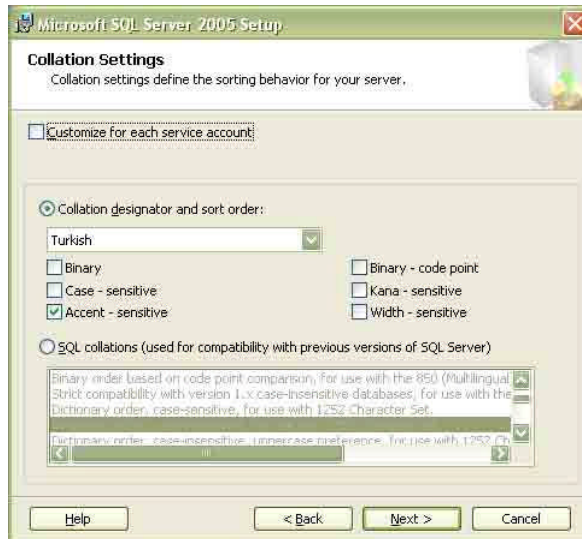 Microsoft SQL Server 2005 Setup
Collation Settings
Collation settings define the sorting behavior for your server.
Customize for each service account
Collation designator and sort order:
Turkish
Binary
Binary - code point
Case - sensitive
Kana - sensitive
Accent - sensitive
Width - sensitive
SQL collations (used for compatibility with previous versions of SQL Server)
Binary order based on code point comparison, for use with the 850 (Multilingual
Strict compatibility with version 1.x case-insensitive databases, for use with the
Dictionary order, case-sensitive, for use with 1252 Character Set.
Dictionary order, case-insensitive, uppercase preference, for use with 1252 Ch
Help
< Back
Next >
Cancel